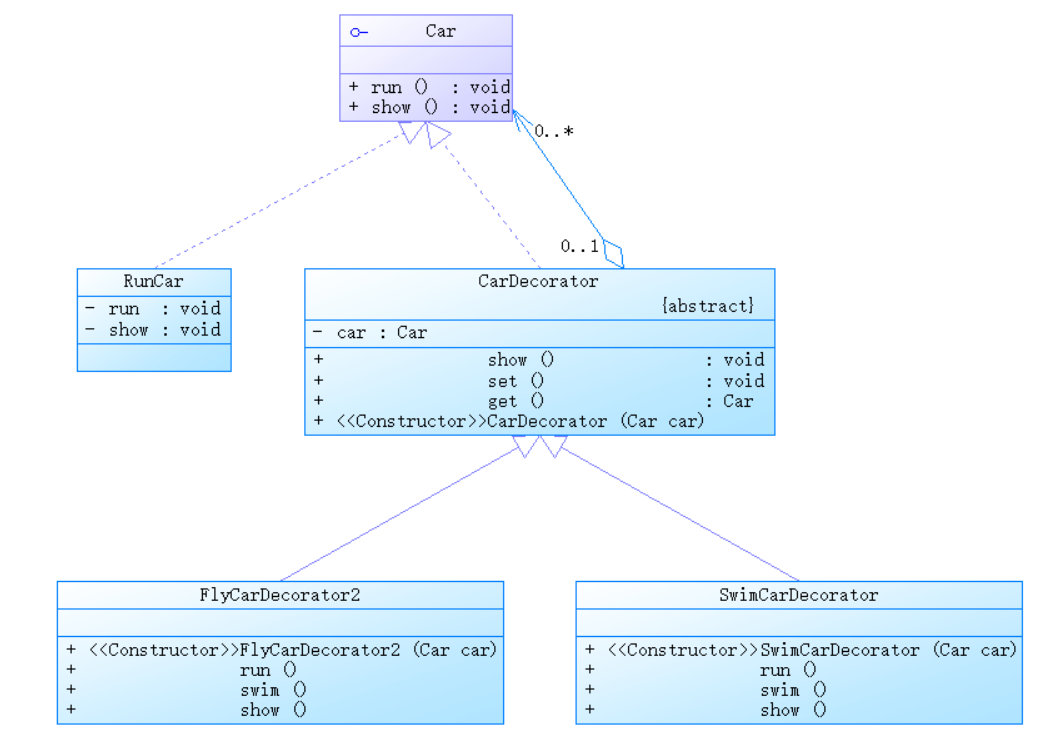 Car
+ run () : void
+ show () : void
0..*
0..1
RunCar
- run : void
- show : void
CarDecorator
{abstract}
- car : Car
+ show () : void
+ set () : void
+ get () : Car
+ <<Constructor>>CarDecorator (Car car)
FlyCarDecorator2
+ <<Constructor>>FlyCarDecorator2 (Car car)
+ run ()
+ swim ()
+ show ()
SwimCarDecorator
+ <<Constructor>>SwimCarDecorator (Car car)
+ run ()
+ swim ()
+ show ()